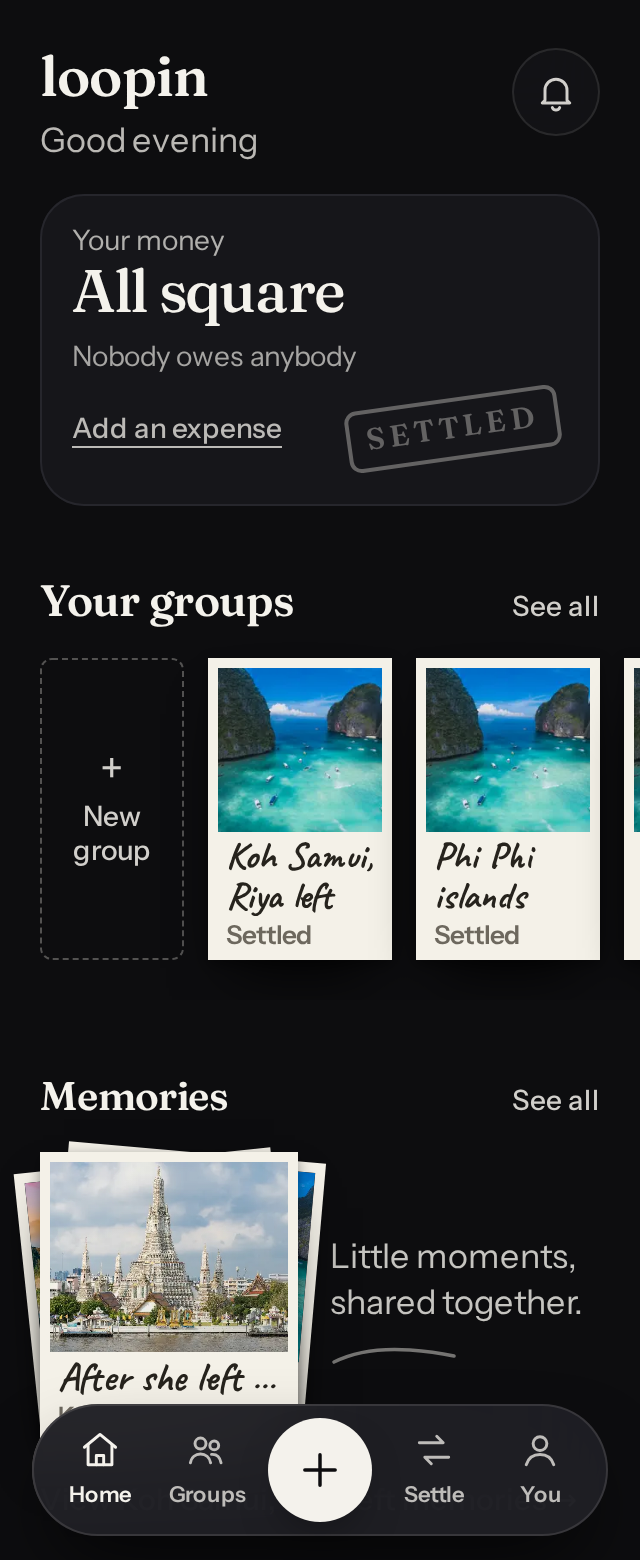 loopin
Good evening
Your money
All square
Nobody owes anybody
Add an expense
SETTLED
Your groups
See all
+
New
group
Koh Samui,
Riya left
Settled
Phi Phi
islands
Settled
Memories
See all
Little moments,
shared together.
After she left ...
Home
Groups
Settle
You